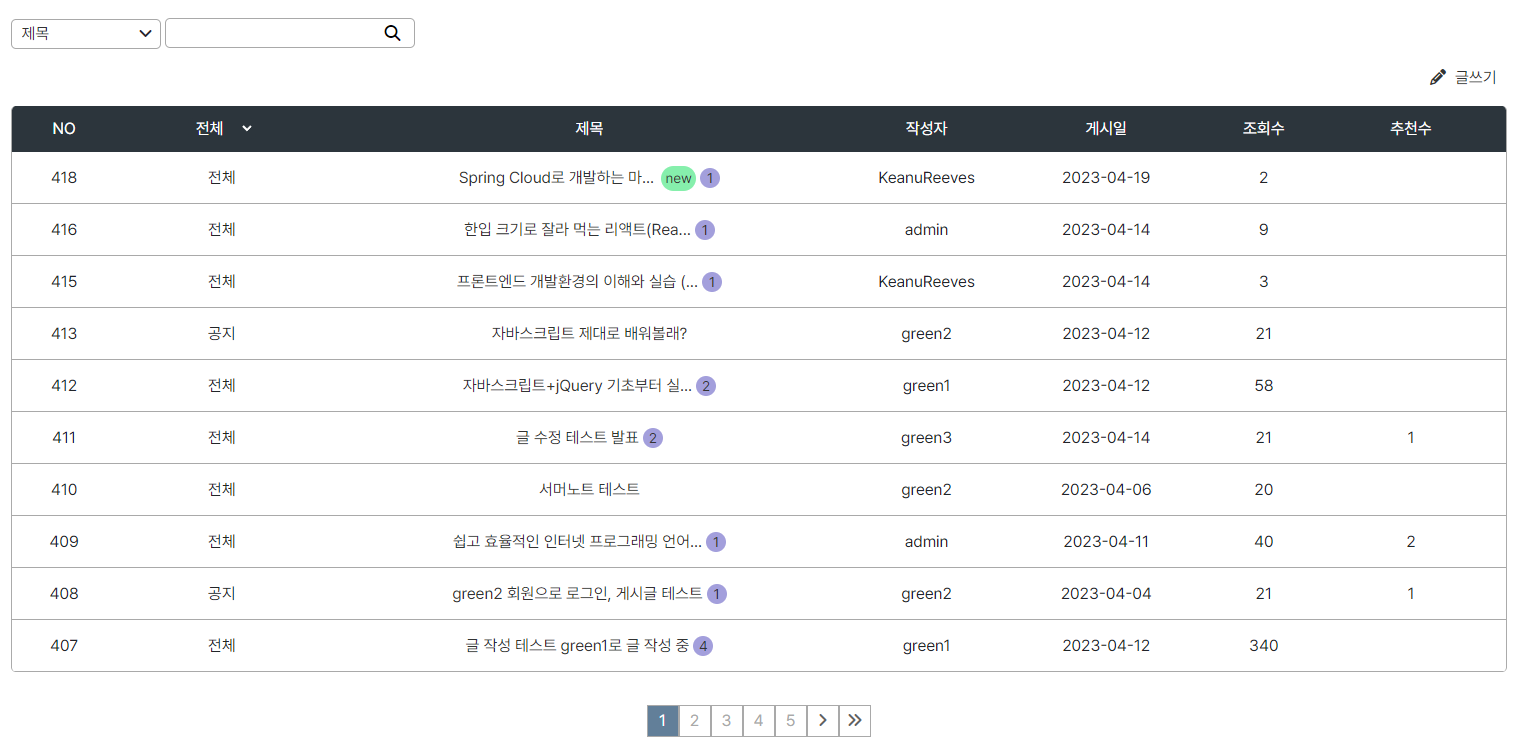 제목
글쓰기
NO 전체 제목 작성자 게시일 조회수 추천수
418 전체 Spring Cloud로 개발하는 마... new 1 KeanuReeves 2023-04-19 2
416 전체 한입 크기로 잘라 먹는 리액트(Rea... 1 admin 2023-04-14 9
415 전체 프론트엔드 개발환경의 이해와 실습 (... 1 KeanuReeves 2023-04-14 3
413 공지 자바스크립트 제대로 배워볼래? green2 2023-04-12 21
412 전체 자바스크립트+jQuery 기초부터 실... 2 green1 2023-04-12 58
411 전체 글 수정 테스트 발표 2 green3 2023-04-14 21 1
410 전체 서머노트 테스트 green2 2023-04-06 20
409 전체 쉽고 효율적인 인터넷 프로그래밍 언어... 1 admin 2023-04-11 40 2
408 공지 green2 회원으로 로그인, 게시글 테스트 1 green2 2023-04-04 21 1
407 전체 글 작성 테스트 green1로 글 작성 중 4 green1 2023-04-12 340
1 2 3 4 5